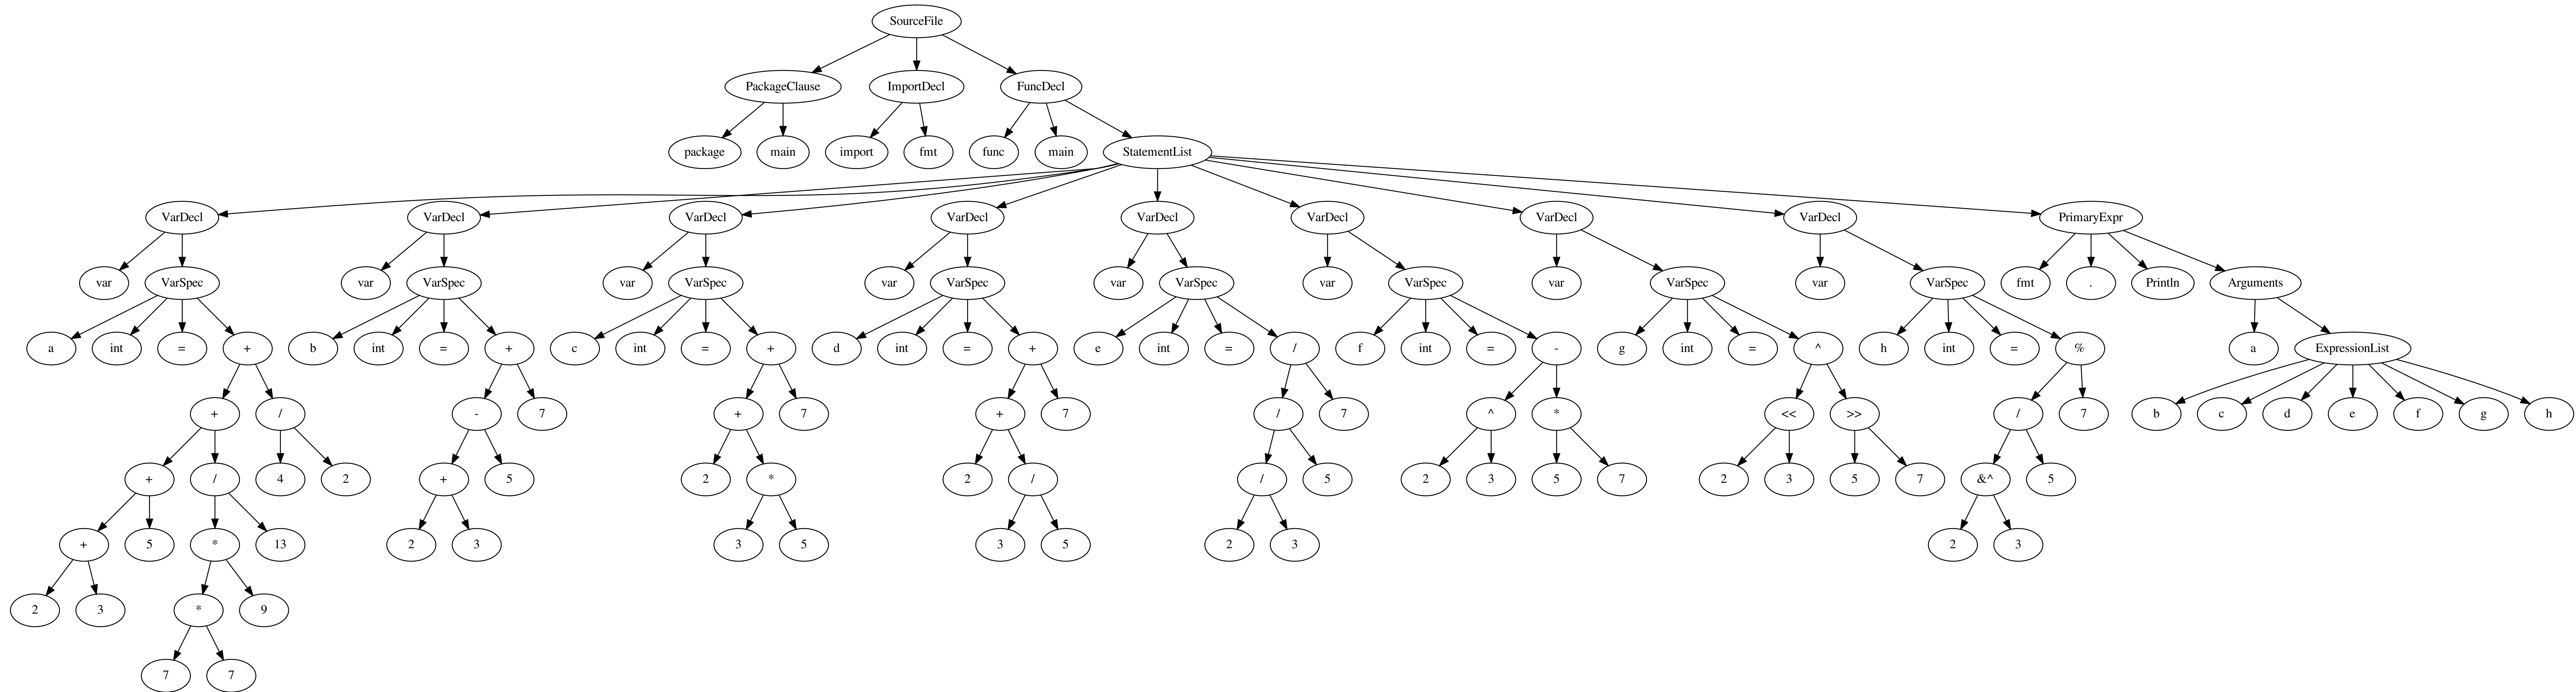 SourceFile
PackageClause ImportDecl FuncDecl
package main import fmt func main StatementList
VarDecl VarDecl VarDecl VarDecl VarDecl VarDecl VarDecl VarDecl PrimaryExpr
var VarSpec var VarSpec var VarSpec var VarSpec var VarSpec var VarSpec var VarSpec var VarSpec fmt . Println Arguments
a int = + b int = + c int = + d int = + e int = / f int = - g int = ^ h int = % a ExpressionList
+ / - 7 + 7 + 7 / 7 ^ * << >> / 7 b c d e f g h
+ / 4 2 + 5 2 * 2 / / 5 2 3 5 7 2 3 5 7 &^ 5
+ 5 * 13 2 3 3 5 3 5 2 3 2 3
2 3 * 9
7 7